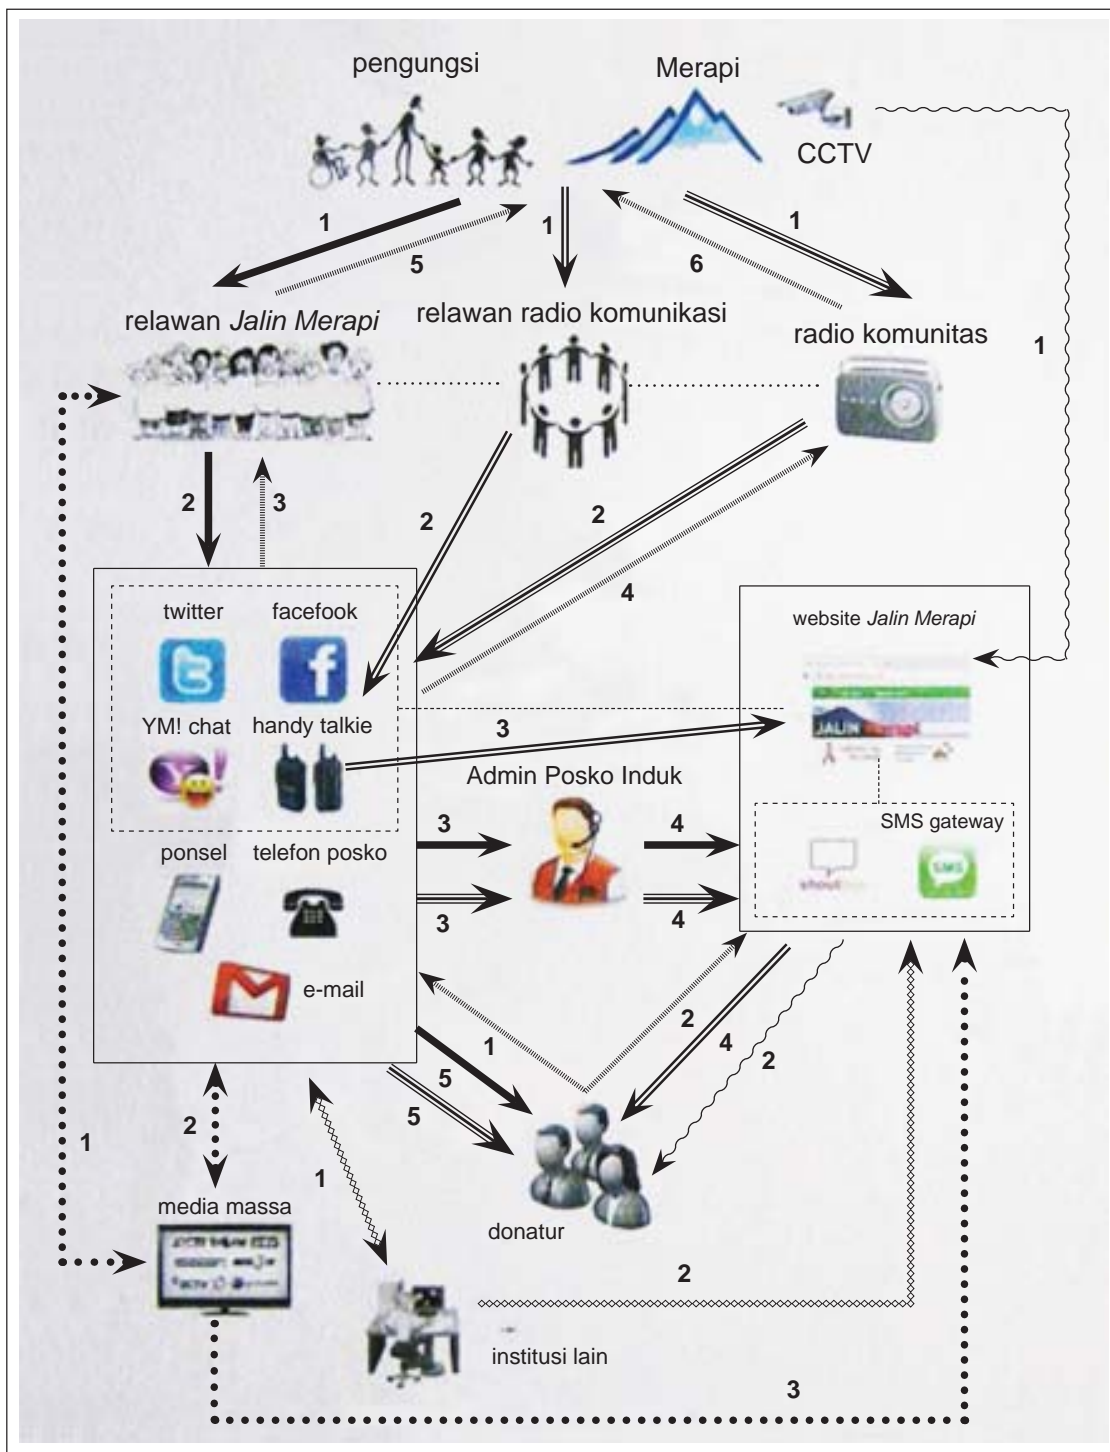 pengungsi
Merapi
CCTV
1
5
1
6
1
1
relawan Jalin Merapi
relawan radio komunikasi
radio komunitas
2
3
2
2
4
twitter
facefook
website Jalin Merapi
YM! chat
handy talkie
3
JALIN Merapi
Admin Posko Induk
3
4
SMS gateway
ponsel
telefon posko
SMS
3
4
e-mail
1
2
4
2
5
5
2
1
1
media massa
donatur
2
institusi lain
3